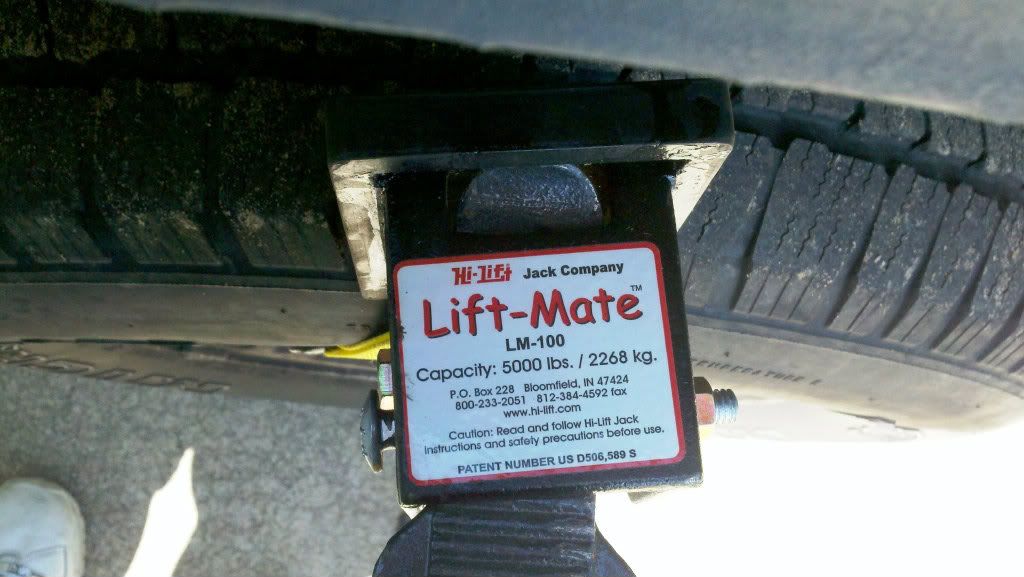 Hi-Lift Jack Company
Lift-Mate™
LM-100
Capacity: 5000 lbs. / 2268 kg.
P.O. Box 228 Bloomfield, IN 47424
800-233-2051 812-384-4592 fax
www.hi-lift.com
Caution: Read and follow Hi-Lift Jack
instructions and safety precautions before use.
PATENT NUMBER US D506,589 S
TEMPERATURE